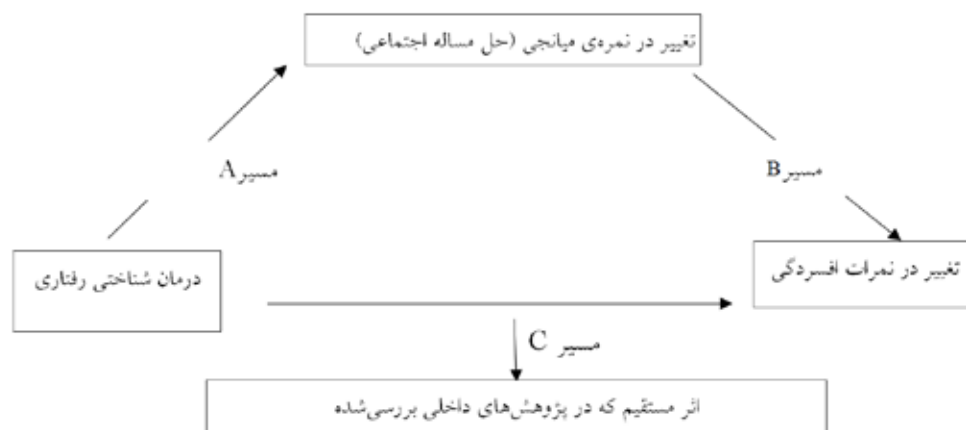 تغییر در نمره‌ی میانجی (حل مساله اجتماعی)
مسیر A
مسیر B
درمان شناختی رفتاری
تغییر در نمرات افسردگی
مسیر C
اثر مستقیم که در پژوهش‌های داخلی بررسی‌شده